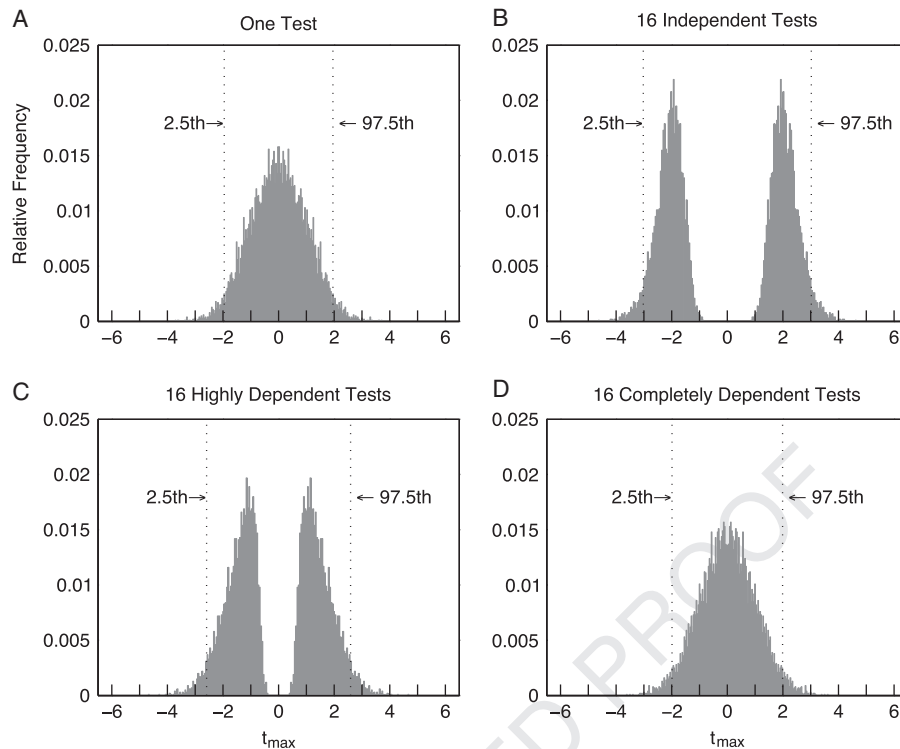 A
One Test
0.025
0.02
0.015
0.01
0.005
0
Relative Frequency
2.5th
97.5th
−6 −4 −2 0 2 4 6
B
16 Independent Tests
0.025
0.02
0.015
0.01
0.005
0
2.5th
97.5th
−6 −4 −2 0 2 4 6
C
16 Highly Dependent Tests
0.025
0.02
0.015
0.01
0.005
0
2.5th
97.5th
−6 −4 −2 0 2 4 6
tmax
D
16 Completely Dependent Tests
0.025
0.02
0.015
0.01
0.005
0
2.5th
97.5th
−6 −4 −2 0 2 4 6
tmax
PROOF